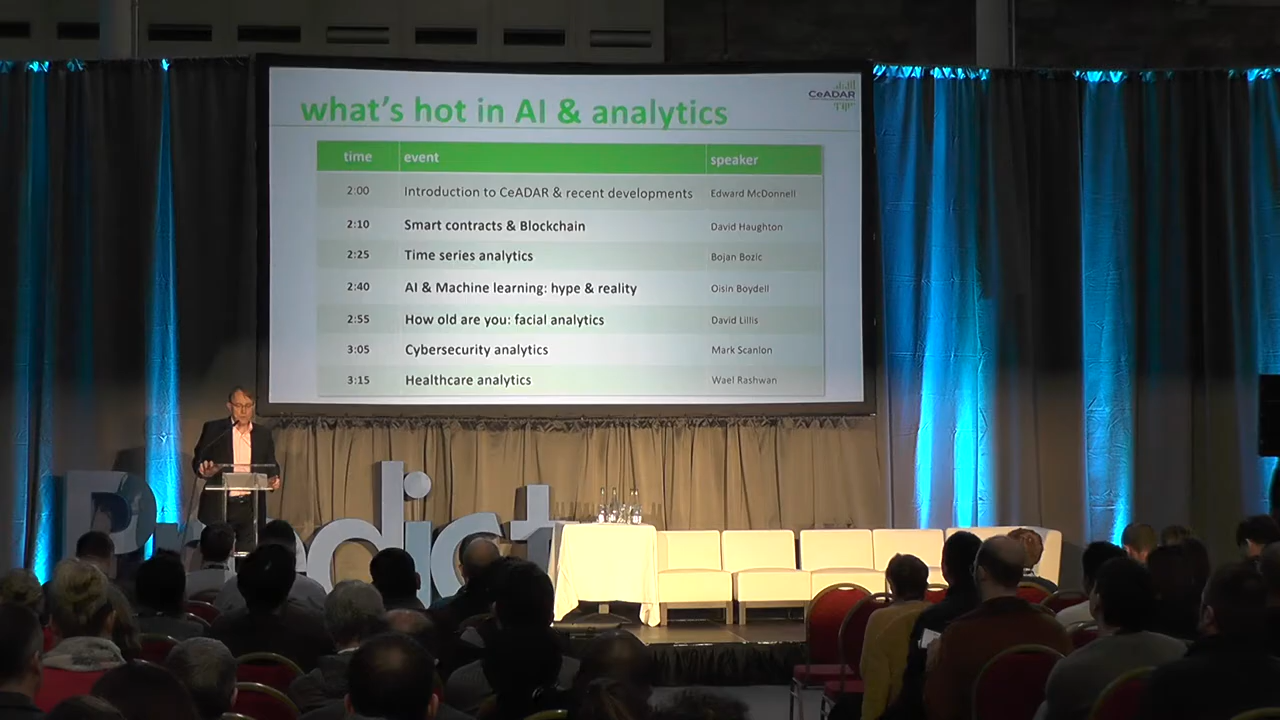 what's hot in AI & analytics
CeADAR
time event speaker
2:00 Introduction to CeADAR & recent developments Edward McDonnell
2:10 Smart contracts & Blockchain David Haughton
2:25 Time series analytics Bojan Bozic
2:40 AI & Machine learning: hype & reality Oisin Boydell
2:55 How old are you: facial analytics David Lillis
3:05 Cybersecurity analytics Mark Scanlon
3:15 Healthcare analytics Wael Rashwan
Predict